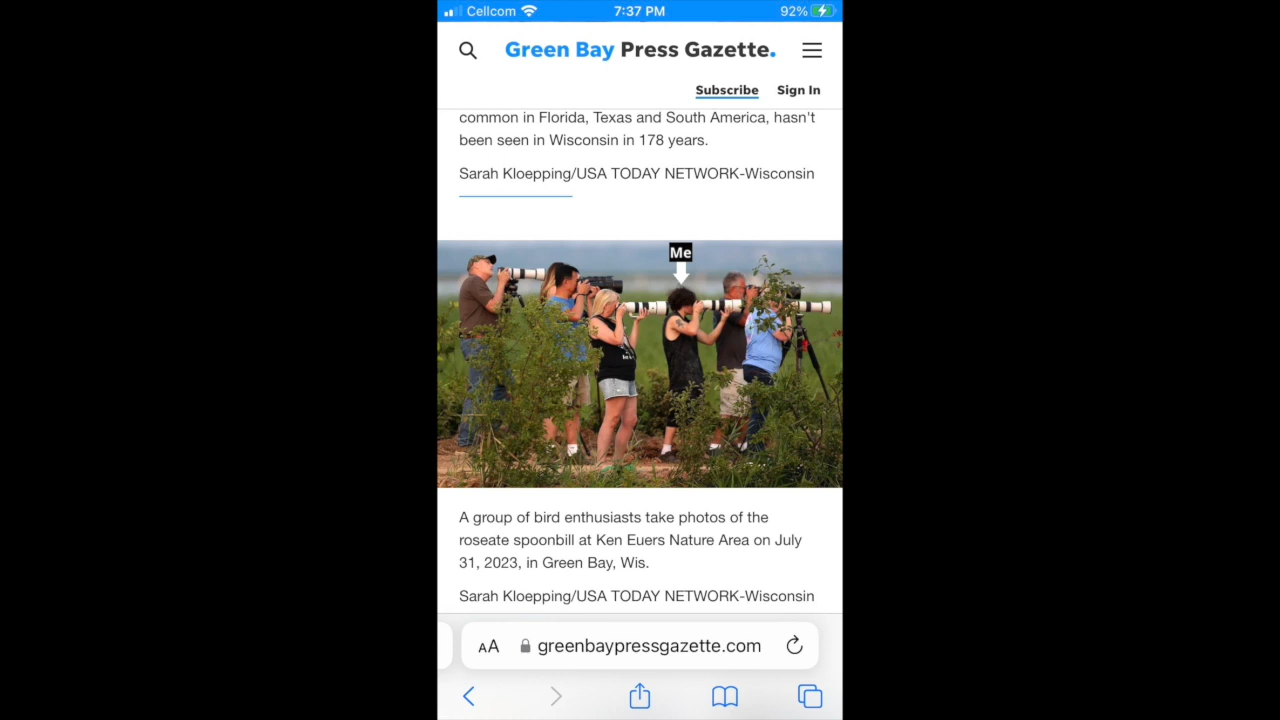 Cellcom 7:37 PM 92%
Green Bay Press Gazette.
Subscribe Sign In
common in Florida, Texas and South America, hasn't
been seen in Wisconsin in 178 years.
Sarah Kloepping/USA TODAY NETWORK-Wisconsin
Me
A group of bird enthusiasts take photos of the
roseate spoonbill at Ken Euers Nature Area on July
31, 2023, in Green Bay, Wis.
Sarah Kloepping/USA TODAY NETWORK-Wisconsin
AA greenbaypressgazette.com